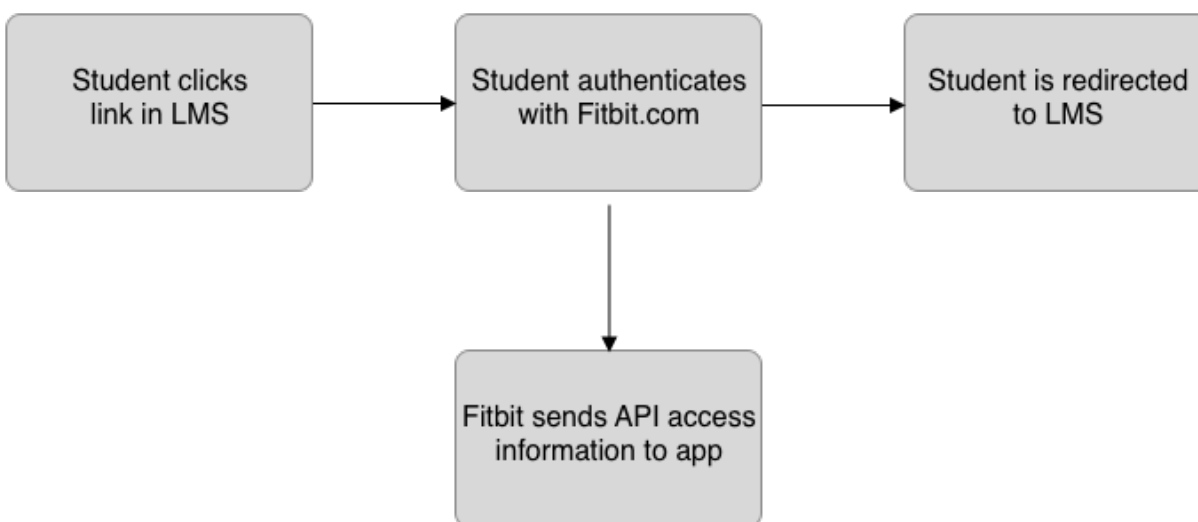 Student clicks
link in LMS
Student authenticates
with Fitbit.com
Student is redirected
to LMS
Fitbit sends API access
information to app